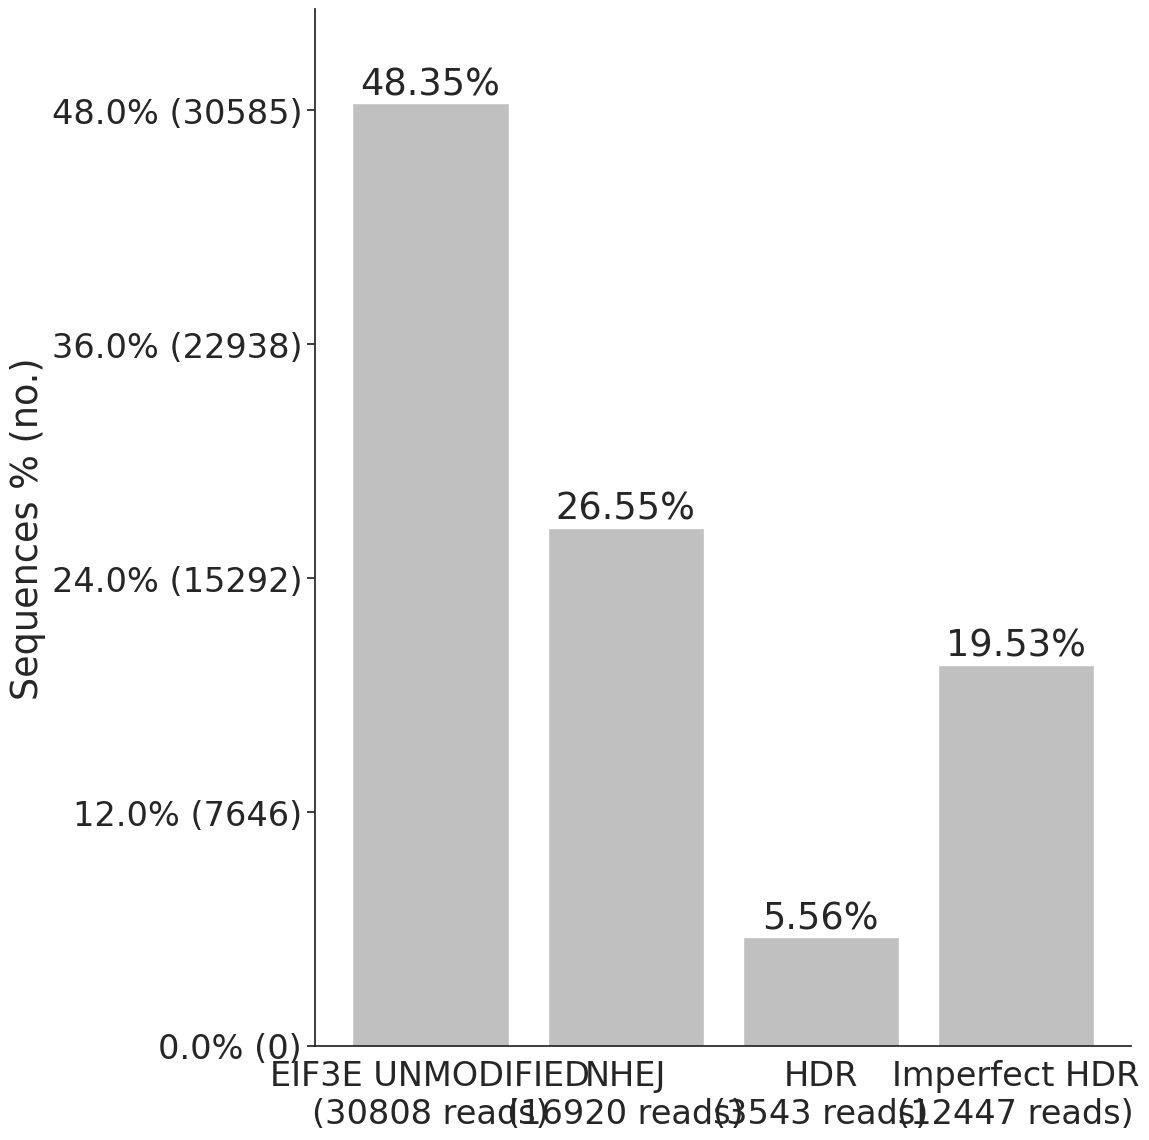 48.35%
48.0% (30585)
36.0% (22938)
26.55%
24.0% (15292)
19.53%
12.0% (7646)
5.56%
0.0% (0)
Sequences % (no.)
EIF3E UNMODIFIED
(30808 reads)
NHEJ
(16920 reads)
HDR
(3543 reads)
Imperfect HDR
(12447 reads)